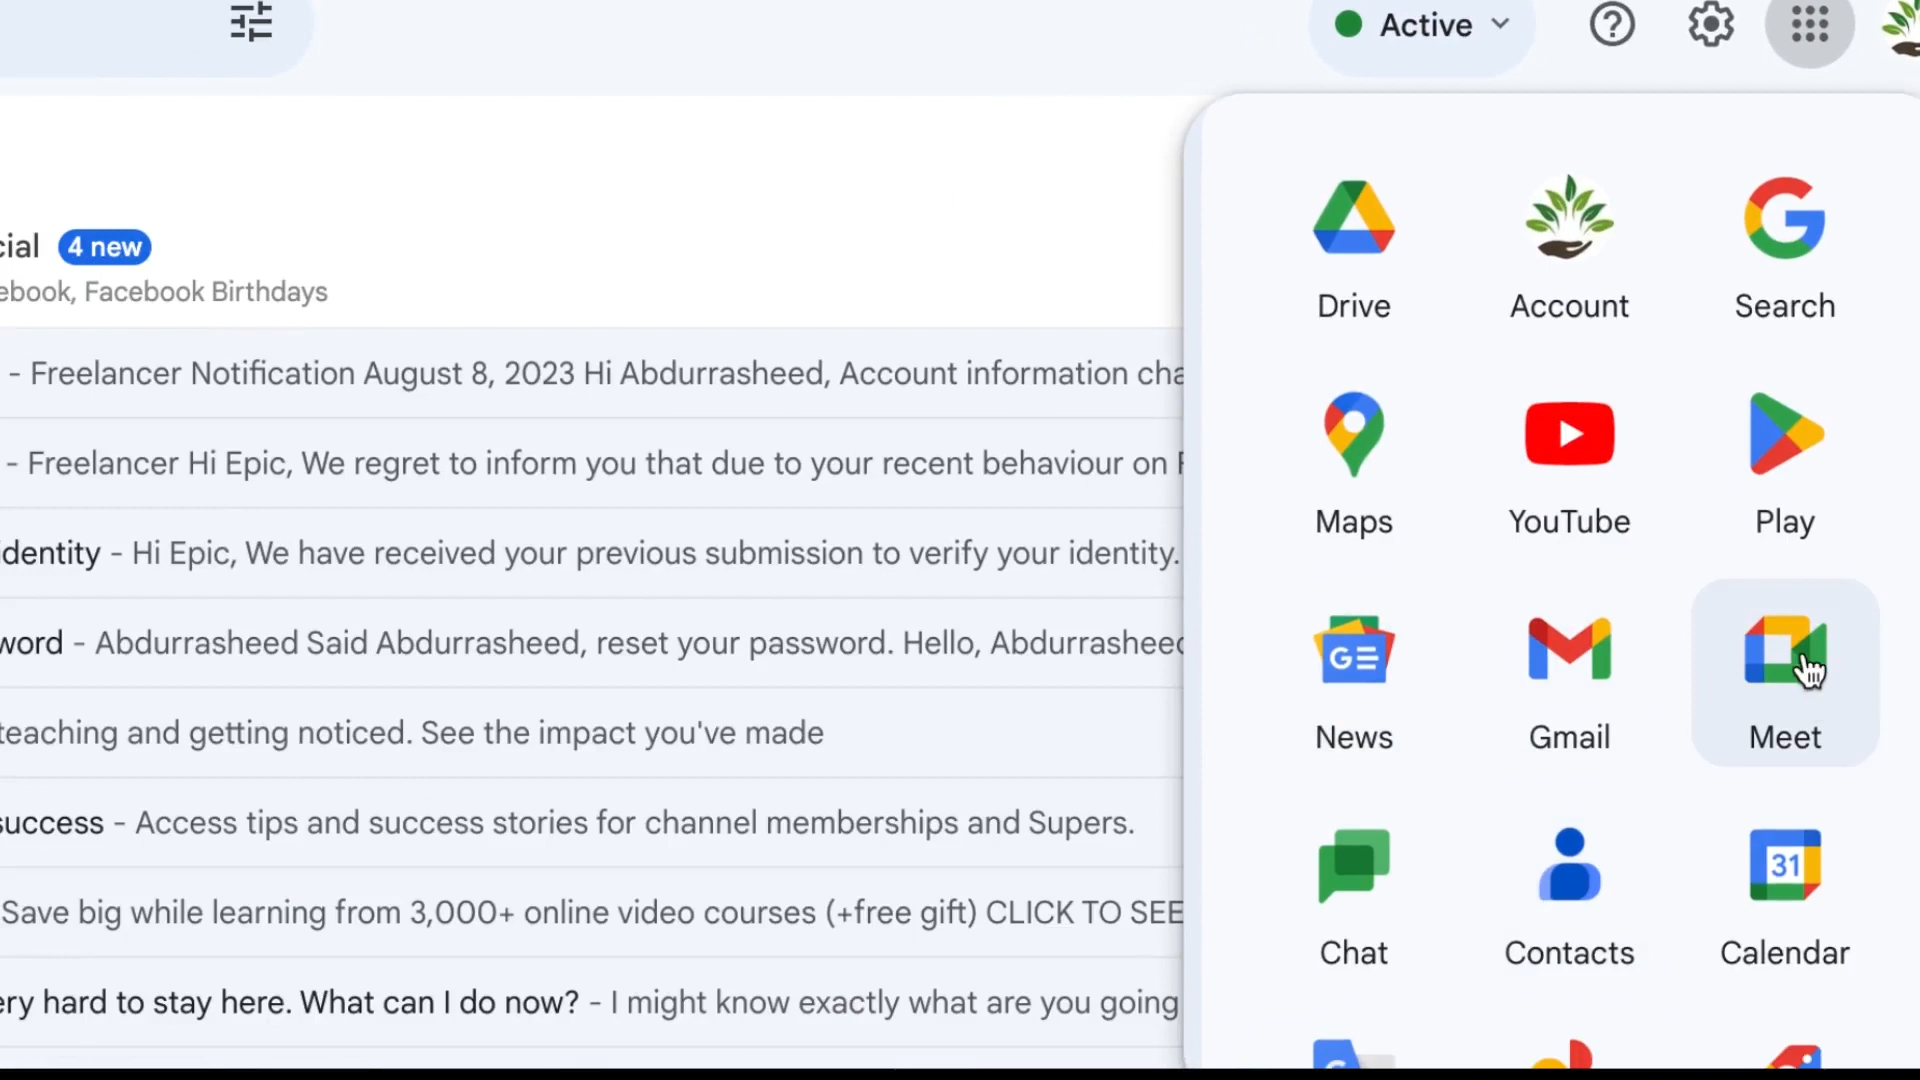 Active
cial 4 new
ebook, Facebook Birthdays
- Freelancer Notification August 8, 2023 Hi Abdurrasheed, Account information cha
- Freelancer Hi Epic, We regret to inform you that due to your recent behaviour on F
identity - Hi Epic, We have received your previous submission to verify your identity.
word - Abdurrasheed Said Abdurrasheed, reset your password. Hello, Abdurrasheed
teaching and getting noticed. See the impact you've made
success - Access tips and success stories for channel memberships and Supers.
Save big while learning from 3,000+ online video courses (+free gift) CLICK TO SEE
ery hard to stay here. What can I do now? - I might know exactly what are you going
Drive Account Search
Maps YouTube Play
News Gmail Meet
31
Chat Contacts Calendar